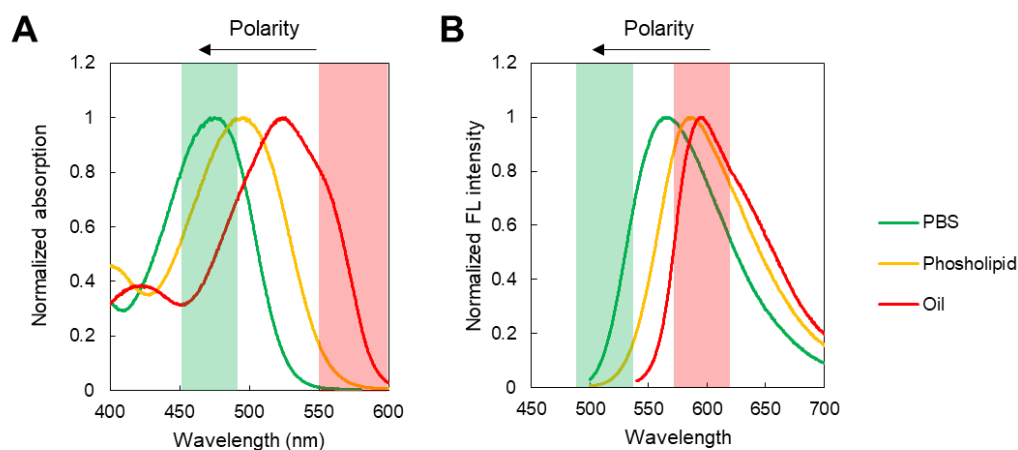 A
Polarity
1.2
1
0.8
0.6
0.4
0.2
0
400
450
500
550
600
Normalized absorption
Wavelength (nm)
B
Polarity
1.2
1
0.8
0.6
0.4
0.2
0
450
500
550
600
650
700
Normalized FL intensity
Wavelength
PBS
Phosholipid
Oil